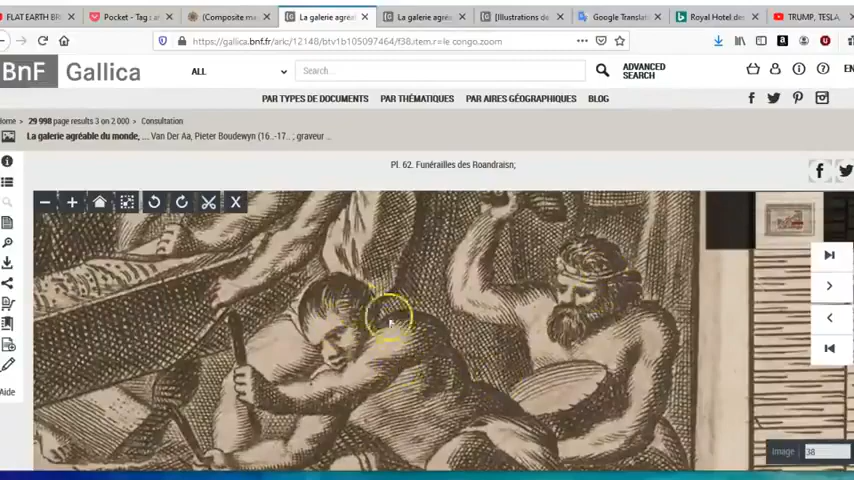 FLAT EARTH BR
Pocket - Tag : a
(Composite ma
La galerie agréa
La galerie agré
[Illustrations de
Google Transla
Royal Hotel des
TRUMP, TESLA,
https://gallica.bnf.fr/ark:/12148/btv1b105097464/f38.item.r=le congo.zoom
BnF Gallica
ALL
Search...
ADVANCED
SEARCH
EN
PAR TYPES DE DOCUMENTS
PAR THÉMATIQUES
PAR AIRES GÉOGRAPHIQUES
BLOG
Home > 29 998 page results 3 on 2 000 > Consultation
La galerie agréable du monde, ... Van Der Aa, Pieter Boudewyn (16..-17.. ; graveur ...
Pl. 62. Funérailles des Roandraisn;
Aide
Image
38